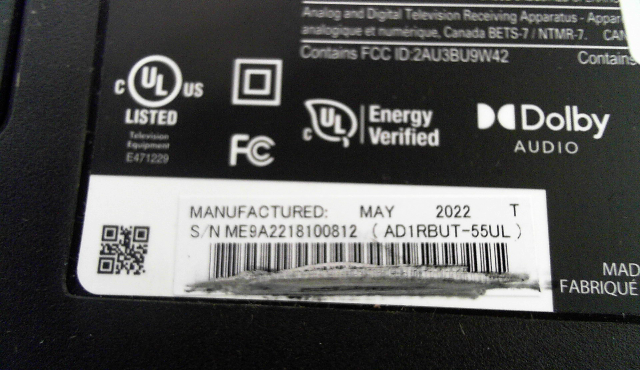 Analog and Digital Television Receiving Apparatus - Appar
analogique et numérique, Canada BETS-7 / NTMR-7. CAN
Contains FCC ID:2AU3BU9W42
Contains
C UL US
LISTED
Television
Equipment
E471229
FC
C UL
Energy
Verified
Dolby
AUDIO
MANUFACTURED: MAY 2022 T
S/N ME9A2218100812 ( AD1RBUT-55UL )
MAD
FABRIQUÉ